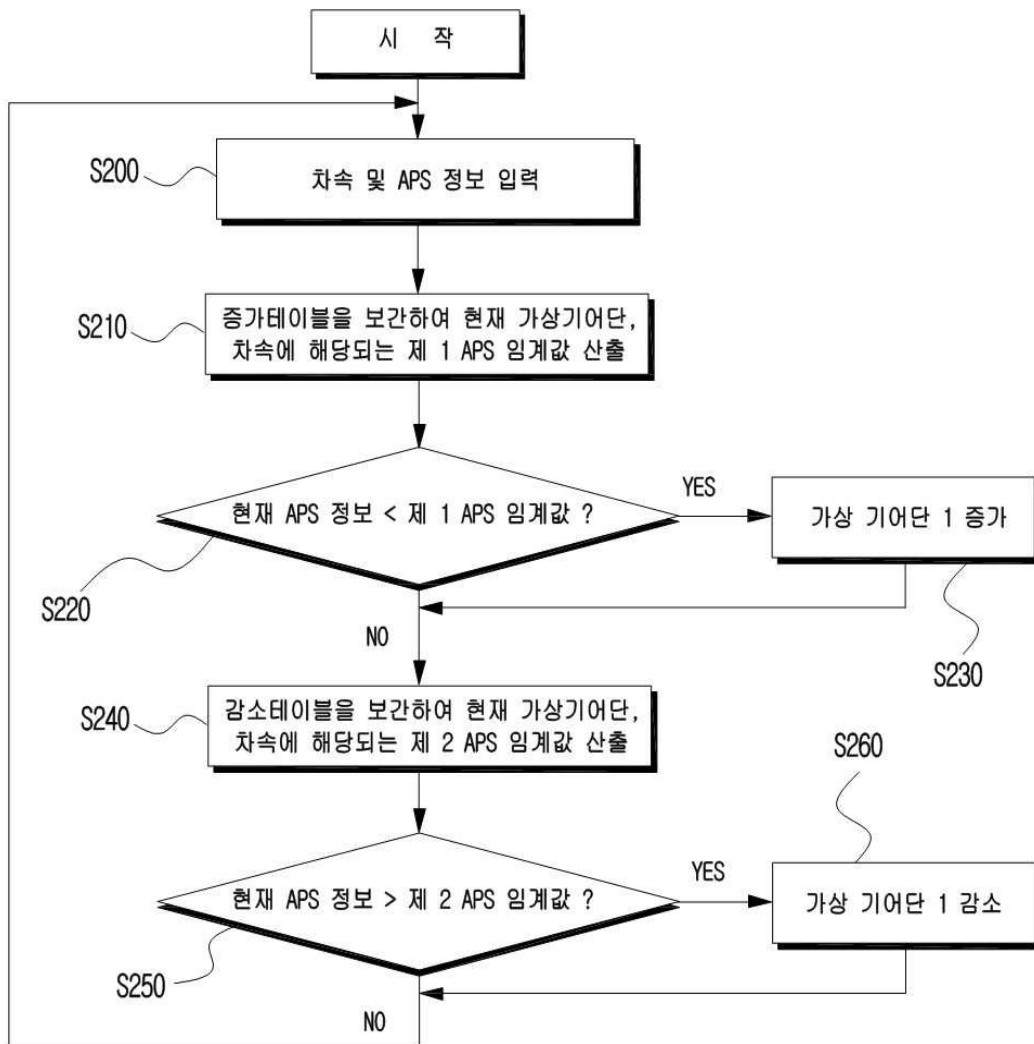 시 작
S200
차속 및 APS 정보 입력
S210
증가테이블을 보간하여 현재 가상기어단,
차속에 해당되는 제 1 APS 임계값 산출
현재 APS 정보 < 제 1 APS 임계값 ?
YES
가상 기어단 1 증가
S220
NO
S230
S240
감소테이블을 보간하여 현재 가상기어단,
차속에 해당되는 제 2 APS 임계값 산출
S260
현재 APS 정보 > 제 2 APS 임계값 ?
YES
가상 기어단 1 감소
S250
NO